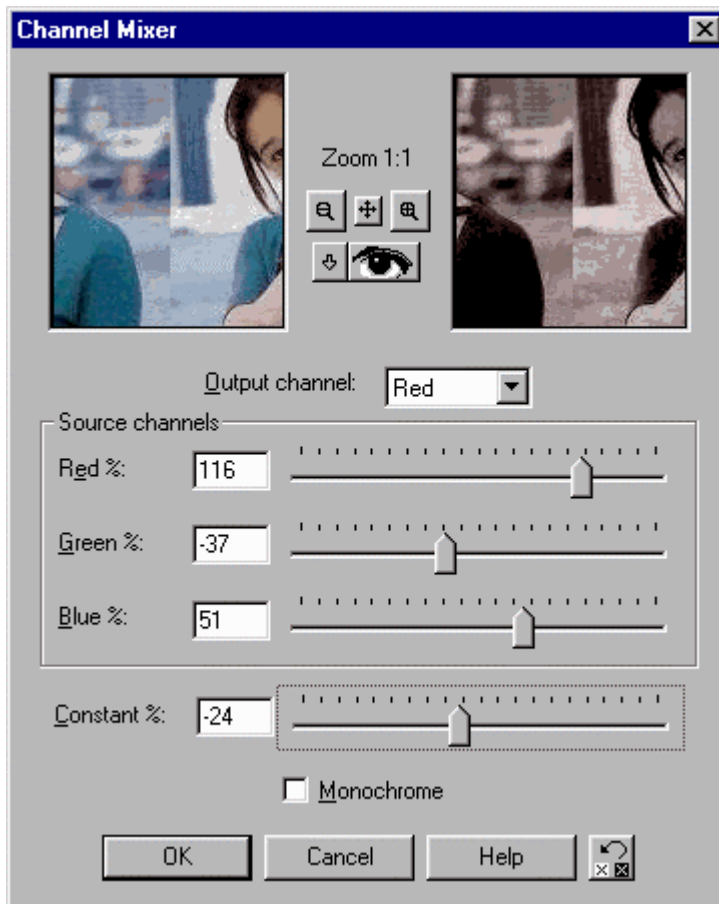 Channel Mixer
Zoom 1:1
Output channel: Red
Source channels
Red %: 116
Green %: -37
Blue %: 51
Constant %: -24
Monochrome
OK Cancel Help